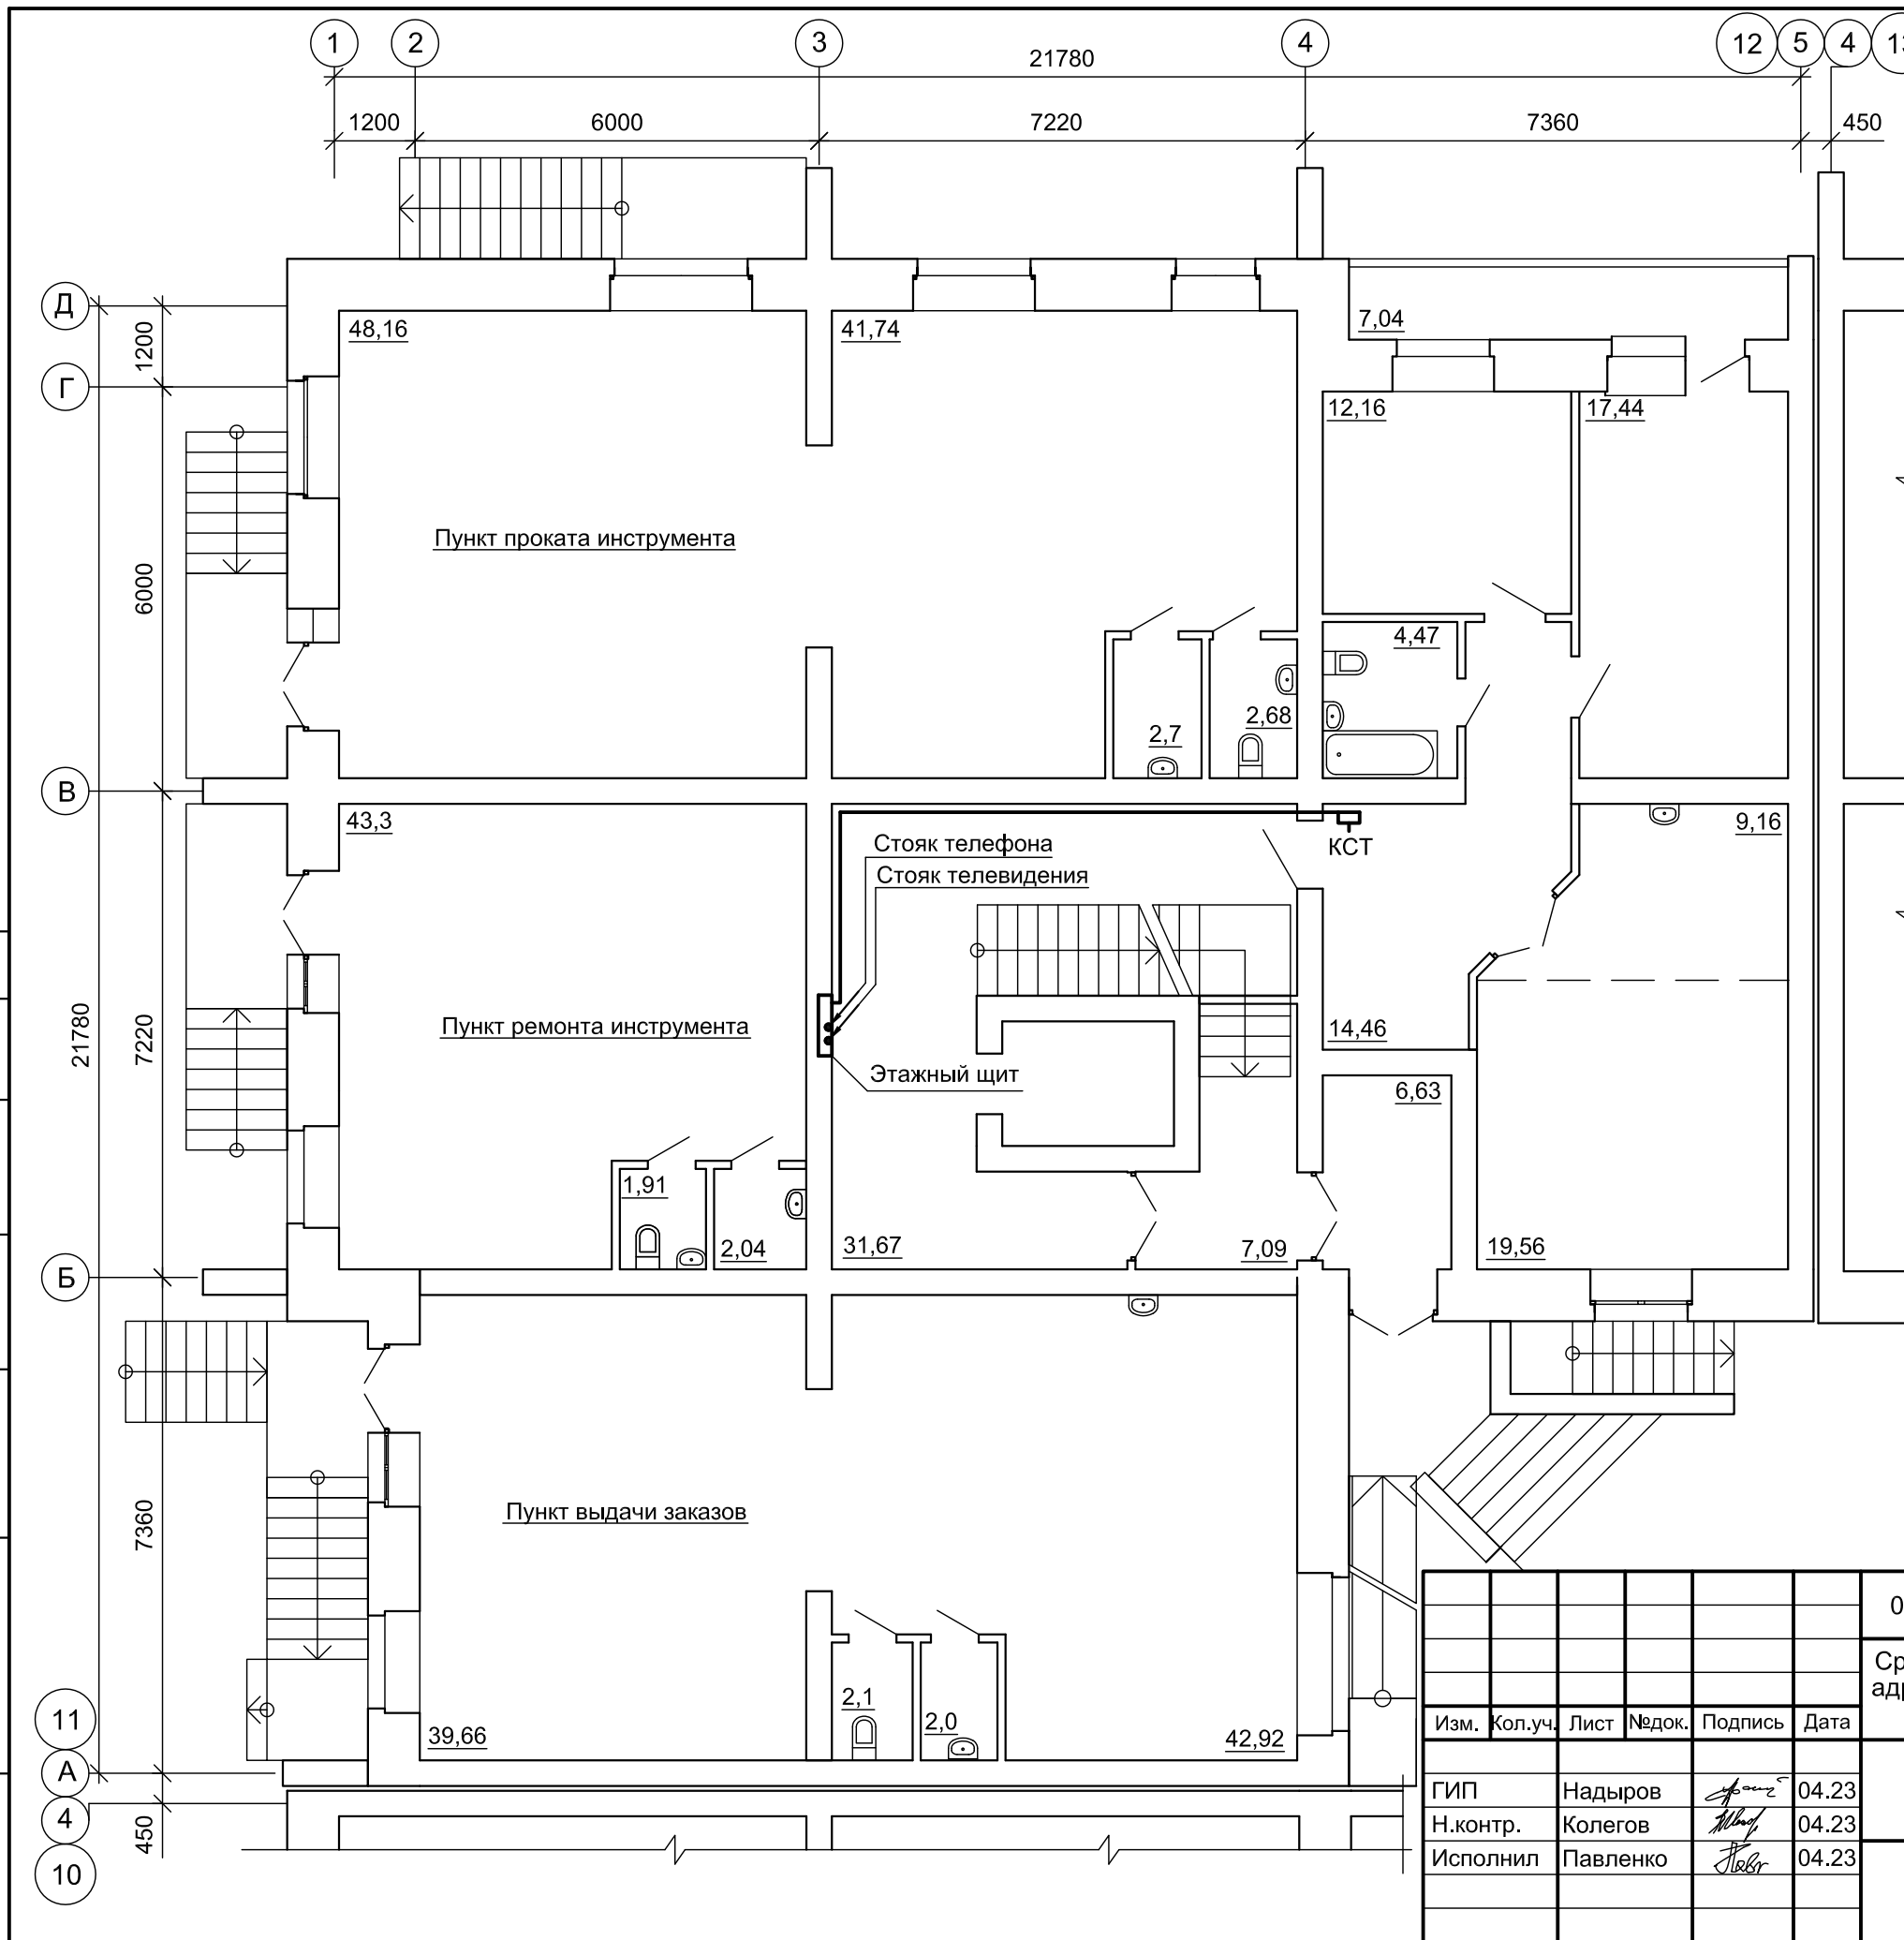 1
2
3
4
12
5
4
21780
1200
6000
7220
7360
450
Д
Г
В
Б
11
А
4
10
1200
6000
7220
21780
7360
450
48,16
41,74
7,04
12,16
17,44
Пункт проката инструмента
4,47
2,7
2,68
43,3
Стояк телефона
Стояк телевидения
КСТ
9,16
Пункт ремонта инструмента
Этажный щит
14,46
6,63
1,91
2,04
31,67
7,09
19,56
Пункт выдачи заказов
39,66
2,1
2,0
42,92
Изм. Кол.уч. Лист №док. Подпись Дата
ГИП Надыров 04.23
Н.контр. Колегов 04.23
Исполнил Павленко 04.23